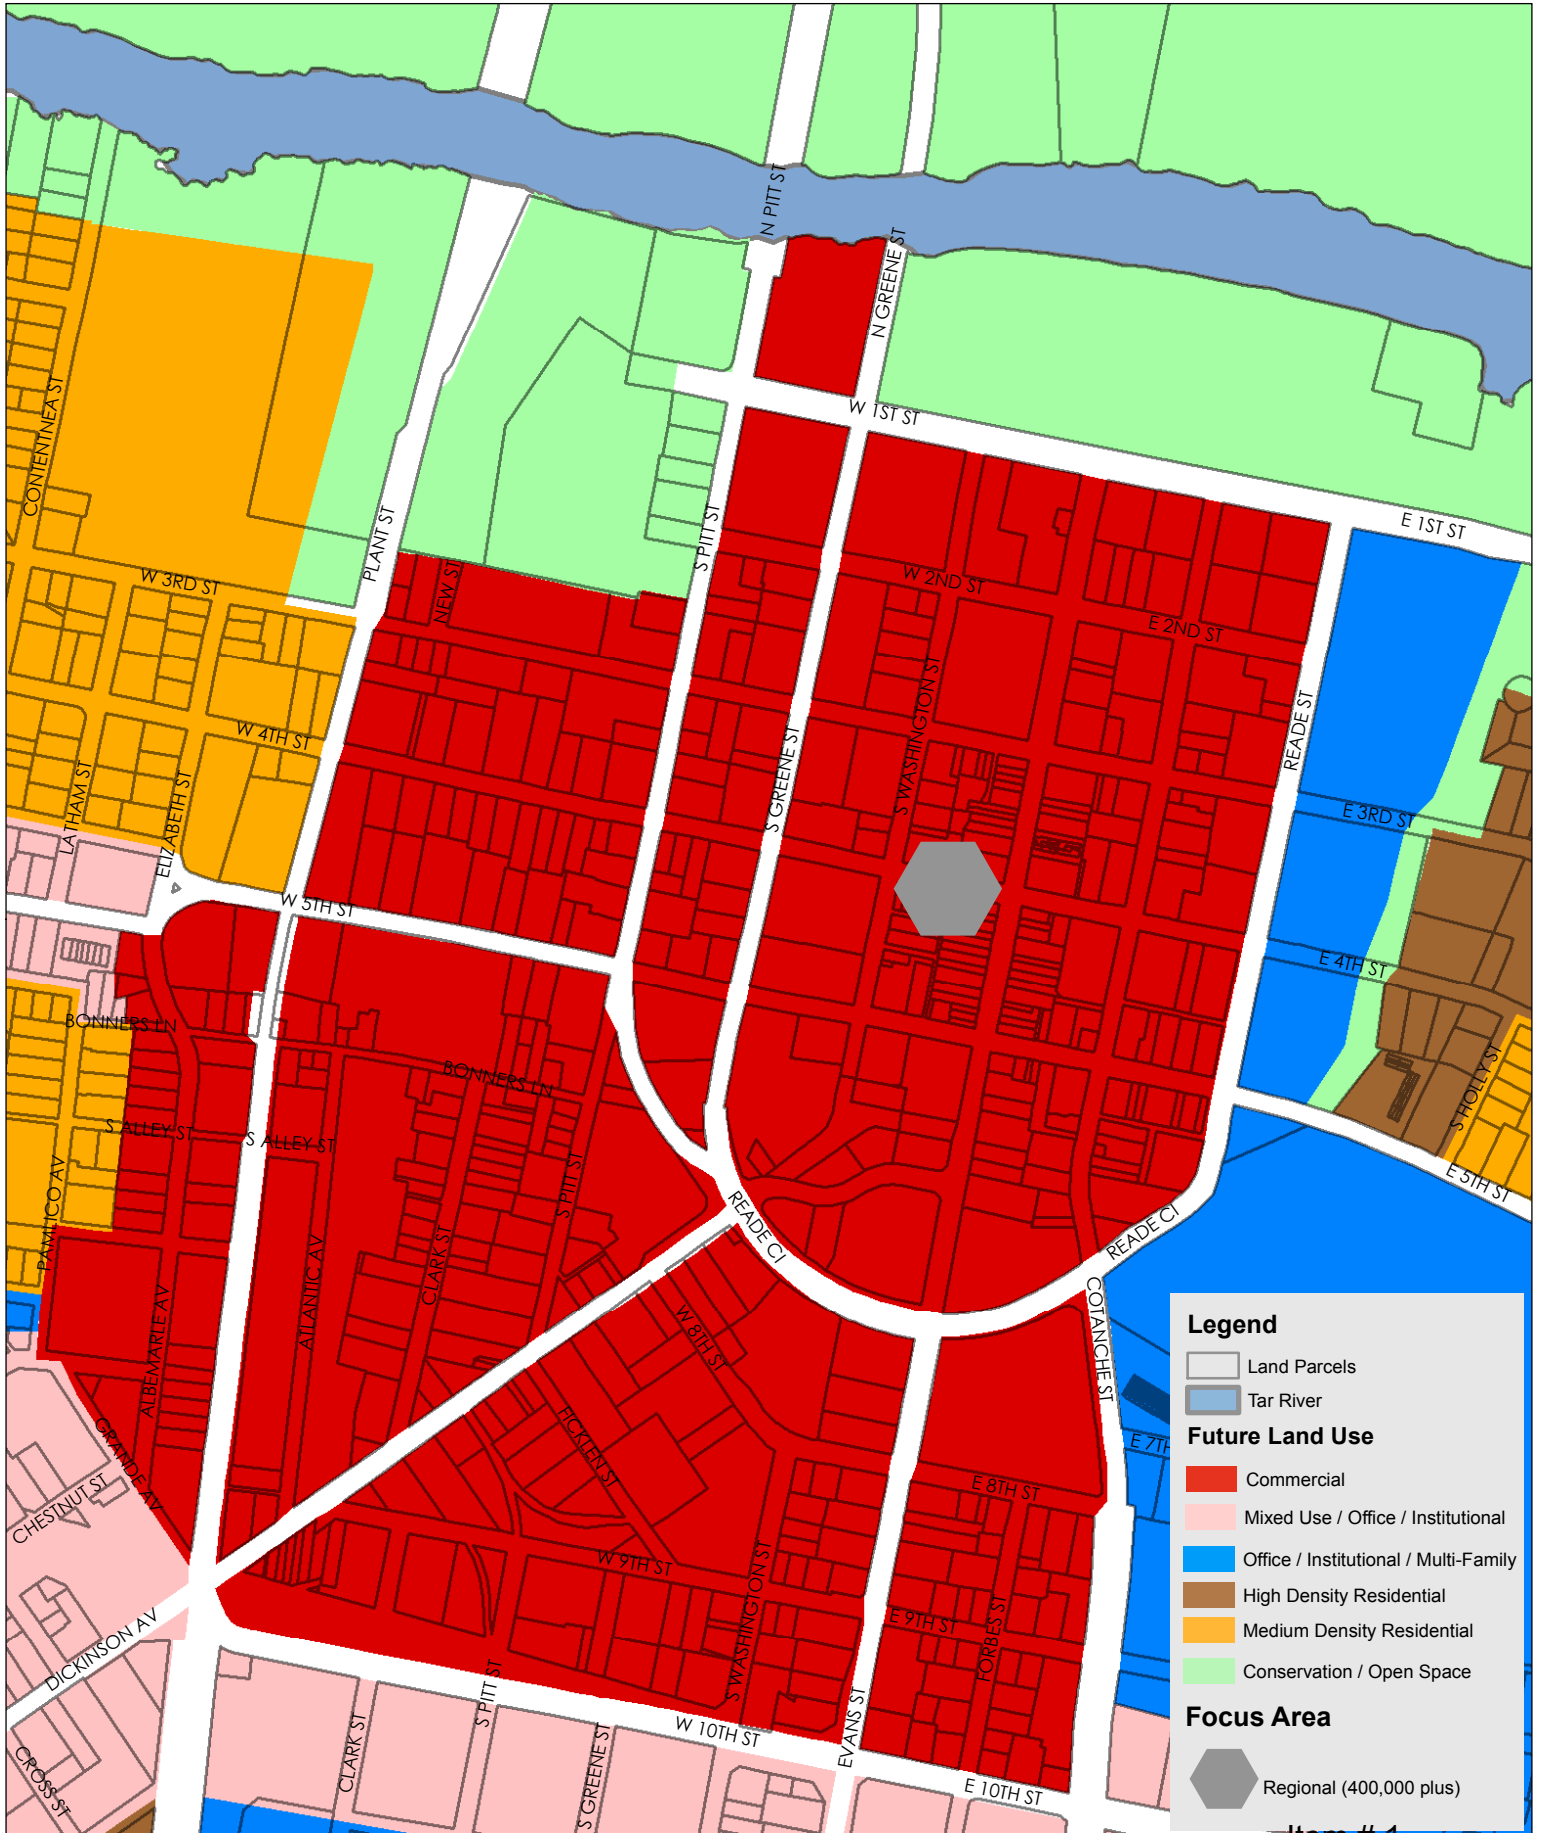 N PITT ST
N GREENE ST
W 1ST ST
E 1ST ST
CONTENTNEA ST
PLANT ST
S PITT ST
W 3RD ST
NEW ST
W 2ND ST
E 2ND ST
S WASHINGTON ST
READE ST
W 4TH ST
LATHAM ST
ELIZABETH ST
S GREENE ST
E 3RD ST
W 5TH ST
E 4TH ST
BONNERS LN
BONNERS LN
S HOLLY ST
S ALLEY ST
S ALLEY ST
PAMLICO AV
S PITT ST
E 5TH ST
READE CI
READE CI
CLARK ST
ATLANTIC AV
ALBEMARLE AV
W 8TH ST
COTANCHE ST
FICKLEN ST
GRANDE AV
CHESTNUT ST
E 7TH
E 8TH ST
W 9TH ST
S WASHINGTON ST
E 9TH ST
FORBES ST
DICKINSON AV
S PITT ST
CLARK ST
S GREENE ST
W 10TH ST
EVANS ST
E 10TH ST
CROSS ST
Legend
Land Parcels
Tar River
Future Land Use
Commercial
Mixed Use / Office / Institutional
Office / Institutional / Multi-Family
High Density Residential
Medium Density Residential
Conservation / Open Space
Focus Area
Regional (400,000 plus)
Item # 1